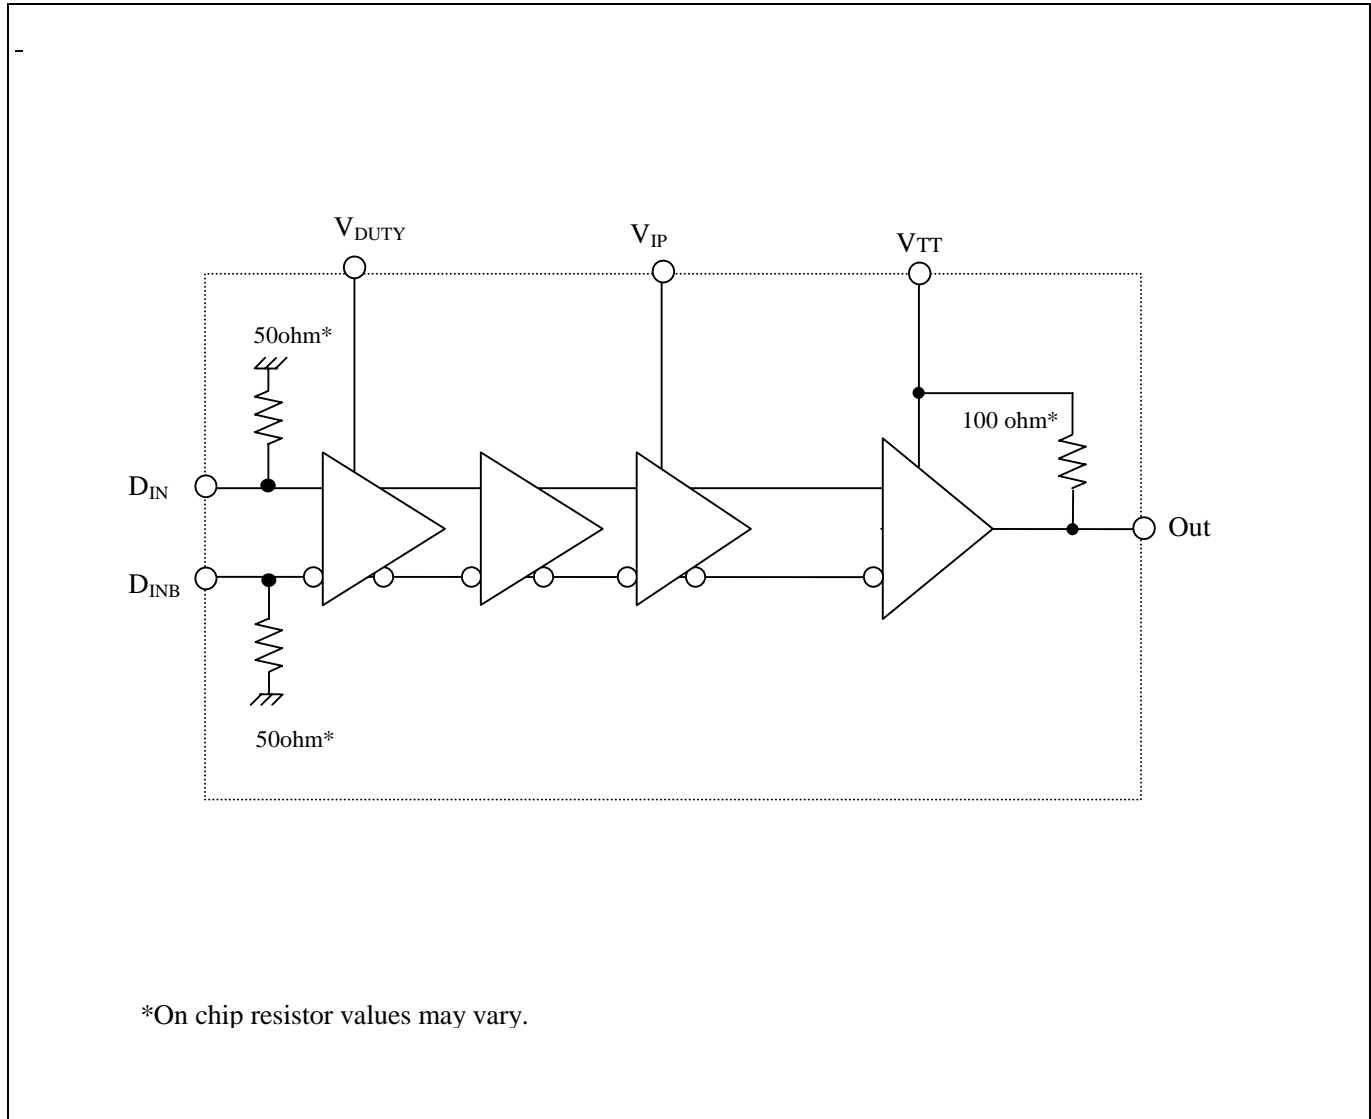 V_DUTY
V_IP
V_TT
50ohm*
100 ohm*
D_IN
Out
D_INB
50ohm*
*On chip resistor values may vary.